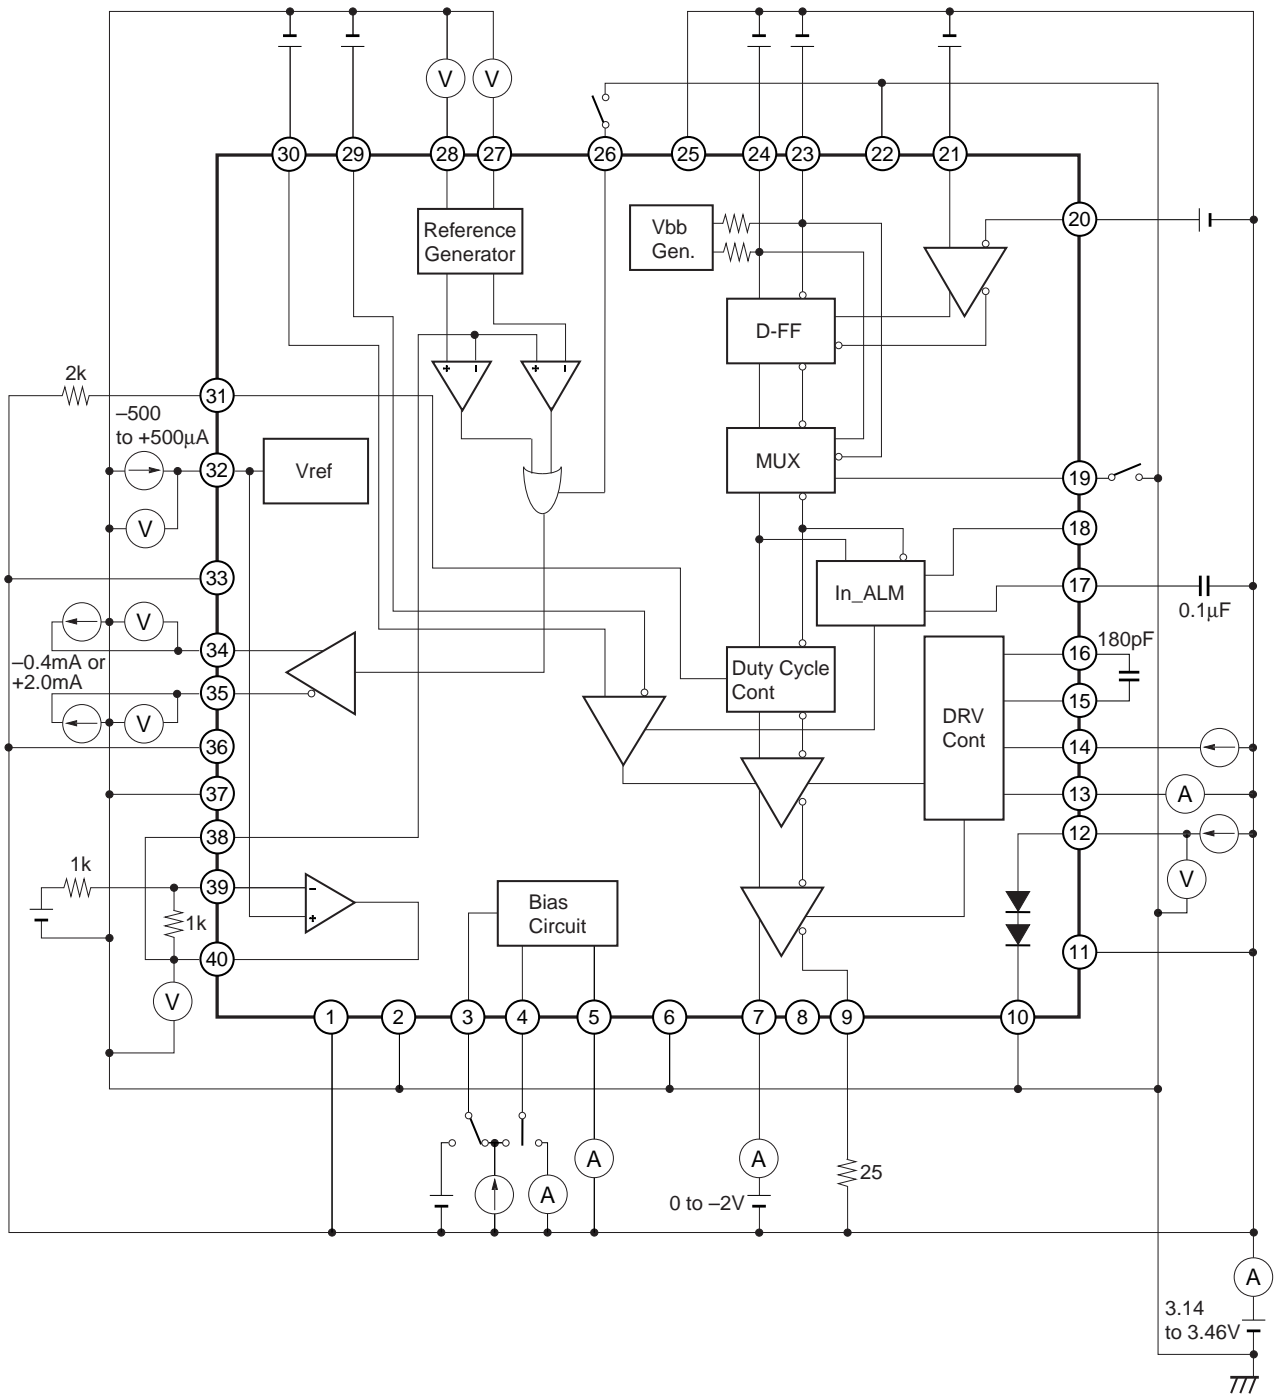 V
V
30
29
28
27
26
25
24
23
22
21
Reference
Generator
Vbb
Gen.
20
D-FF
+
–
+
–
2k
31
–500
to +500µA
32
Vref
MUX
19
V
18
33
In_ALM
17
0.1µF
V
34
–0.4mA or
+2.0mA
35
V
Duty Cycle
Cont
16
180pF
15
DRV
Cont
36
14
37
13
A
38
12
1k
39
–
+
1k
Bias
Circuit
V
40
11
V
1
2
3
4
5
6
7
8
9
10
A
A
A
25
0 to –2V
A
3.14
to 3.46V